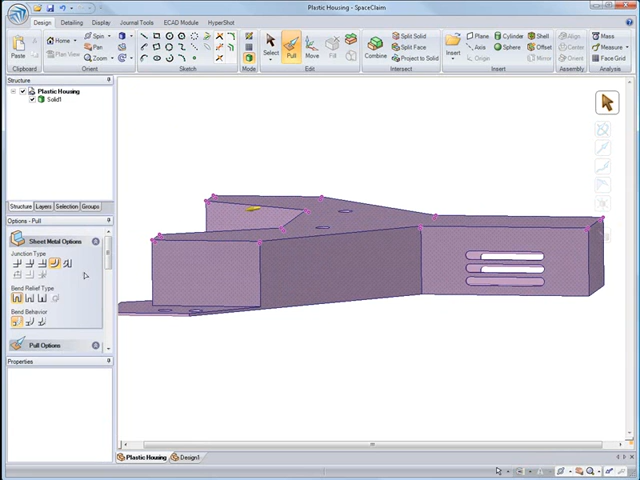 Plastic Housing - SpaceClaim
Design Detailing Display Journal Tools ECAD Module HyperShot
Paste
Home Spin
Pan
Zoom
Select Pull Move Fill
Combine
Split Solid
Split Face
Project to Solid
Insert
Plane Cylinder Shell
Axis Sphere Offset
Origin
Align
Mass
Measure
Face Grid
Clipboard Orient Sketch Mode Edit Intersect Insert Assembly Analysis
Structure
Plastic Housing
Solid1
Structure Layers Selection Groups
Options - Pull
Sheet Metal Options
Junction Type
Bend Relief Type
Bend Behavior
Pull Options
Properties
Plastic Housing Design1